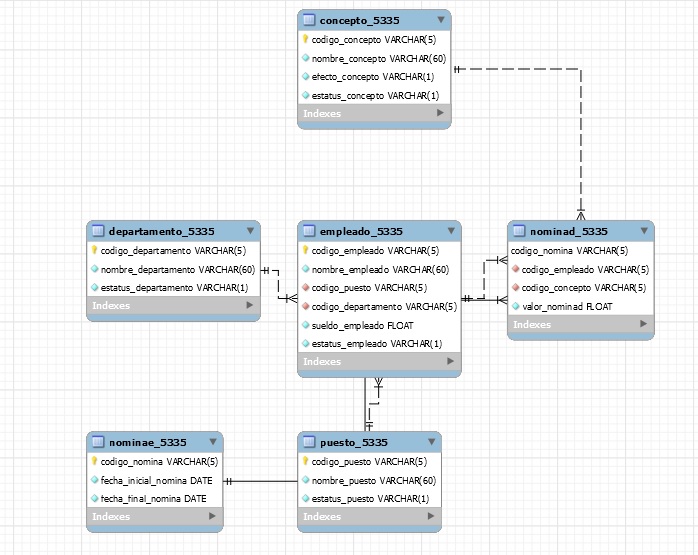 concepto_5335
codigo_concepto VARCHAR(5)
nombre_concepto VARCHAR(60)
efecto_concepto VARCHAR(1)
estatus_concepto VARCHAR(1)
Indexes
departamento_5335
codigo_departamento VARCHAR(5)
nombre_departamento VARCHAR(60)
estatus_departamento VARCHAR(1)
Indexes
empleado_5335
codigo_empleado VARCHAR(5)
nombre_empleado VARCHAR(60)
codigo_puesto VARCHAR(5)
codigo_departamento VARCHAR(5)
sueldo_empleado FLOAT
estatus_empleado VARCHAR(1)
Indexes
nominad_5335
codigo_nomina VARCHAR(5)
codigo_empleado VARCHAR(5)
codigo_concepto VARCHAR(5)
valor_nominad FLOAT
Indexes
nominae_5335
codigo_nomina VARCHAR(5)
fecha_inicial_nomina DATE
fecha_final_nomina DATE
Indexes
puesto_5335
codigo_puesto VARCHAR(5)
nombre_puesto VARCHAR(60)
estatus_puesto VARCHAR(1)
Indexes